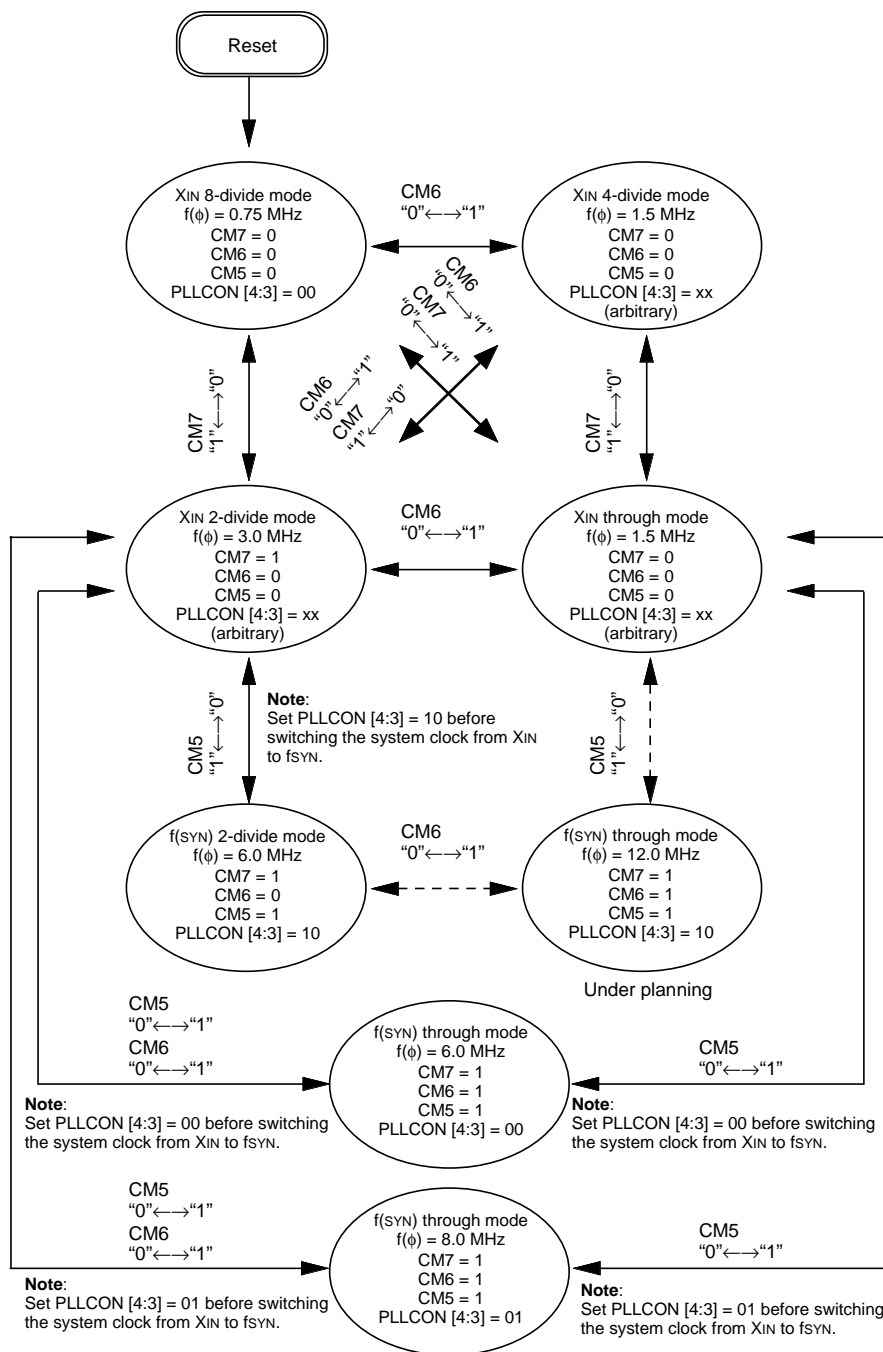 Reset
XIN 8-divide mode
f(ϕ) = 0.75 MHz
CM7 = 0
CM6 = 0
CM5 = 0
PLLCON [4:3] = 00
CM6
“0”←→“1”
XIN 4-divide mode
f(ϕ) = 1.5 MHz
CM7 = 0
CM6 = 0
CM5 = 0
PLLCON [4:3] = xx
(arbitrary)
CM6
“0”←→“1”
CM7
“0”←→“1”
CM6
“0”←→“1”
CM7
“1”←→“0”
CM7
“1”←→“0”
CM7
“1”←→“0”
XIN 2-divide mode
f(ϕ) = 3.0 MHz
CM7 = 1
CM6 = 0
CM5 = 0
PLLCON [4:3] = xx
(arbitrary)
CM6
“0”←→“1”
XIN through mode
f(ϕ) = 1.5 MHz
CM7 = 0
CM6 = 0
CM5 = 0
PLLCON [4:3] = xx
(arbitrary)
CM5
“1”←→“0”
Note:
Set PLLCON [4:3] = 10 before
switching the system clock from XIN
to fSYN.
CM5
“1”←→“0”
f(SYN) 2-divide mode
f(ϕ) = 6.0 MHz
CM7 = 1
CM6 = 0
CM5 = 1
PLLCON [4:3] = 10
CM6
“0”←→“1”
f(SYN) through mode
f(ϕ) = 12.0 MHz
CM7 = 1
CM6 = 1
CM5 = 1
PLLCON [4:3] = 10
Under planning
CM5
“0”←→“1”
CM6
“0”←→“1”
Note:
Set PLLCON [4:3] = 00 before switching
the system clock from XIN to fSYN.
f(SYN) through mode
f(ϕ) = 6.0 MHz
CM7 = 1
CM6 = 1
CM5 = 1
PLLCON [4:3] = 00
CM5
“0”←→“1”
Note:
Set PLLCON [4:3] = 00 before switching
the system clock from XIN to fSYN.
CM5
“0”←→“1”
CM6
“0”←→“1”
Note:
Set PLLCON [4:3] = 01 before switching
the system clock from XIN to fSYN.
f(SYN) through mode
f(ϕ) = 8.0 MHz
CM7 = 1
CM6 = 1
CM5 = 1
PLLCON [4:3] = 01
CM5
“0”←→“1”
Note:
Set PLLCON [4:3] = 01 before switching
the system clock from XIN to fSYN.